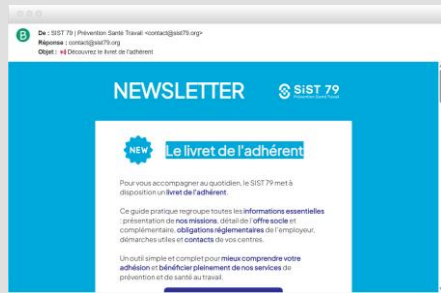 B
De : SIST 79 | Prévention Santé Travail <contact@sist79.org>
Réponse : contact@sist79.org
Objet : 📢 Découvrez le livret de l'adhérent
NEWSLETTER
SiST 79
Prévention Santé Travail
NEW
Le livret de l'adhérent
Pour vous accompagner au quotidien, le SIST 79 met à
disposition un livret de l'adhérent.
Ce guide pratique regroupe toutes les informations essentielles
: présentation de nos missions, détail de l'offre socle et
complémentaire, obligations réglementaires de l'employeur,
démarches utiles et contacts de vos centres.
Un outil simple et complet pour mieux comprendre votre
adhésion et bénéficier pleinement de nos services de
prévention et de santé au travail.